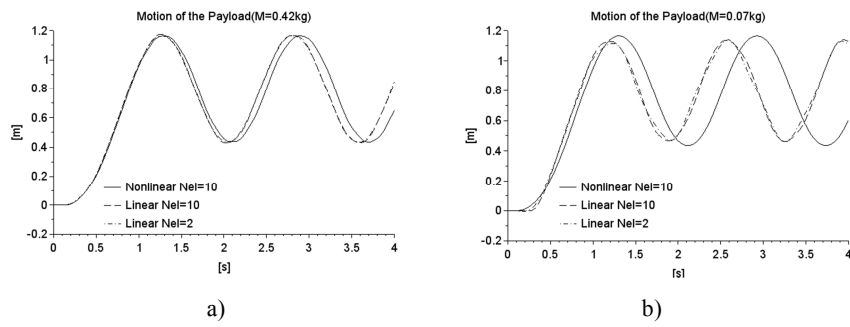 Motion of the Payload(M=0.42kg)
1.2
1
0.8
0.6
0.4
0.2
0
-0.2
[m]
Nonlinear Nel=10
Linear Nel=10
Linear Nel=2
0 0.5 1 1.5 2 2.5 3 3.5 4
[s]
a)
Motion of the Payload(M=0.07kg)
1.2
1
0.8
0.6
0.4
0.2
0
-0.2
[m]
Nonlinear Nel=10
Linear Nel=10
Linear Nel=2
0 0.5 1 1.5 2 2.5 3 3.5 4
[s]
b)